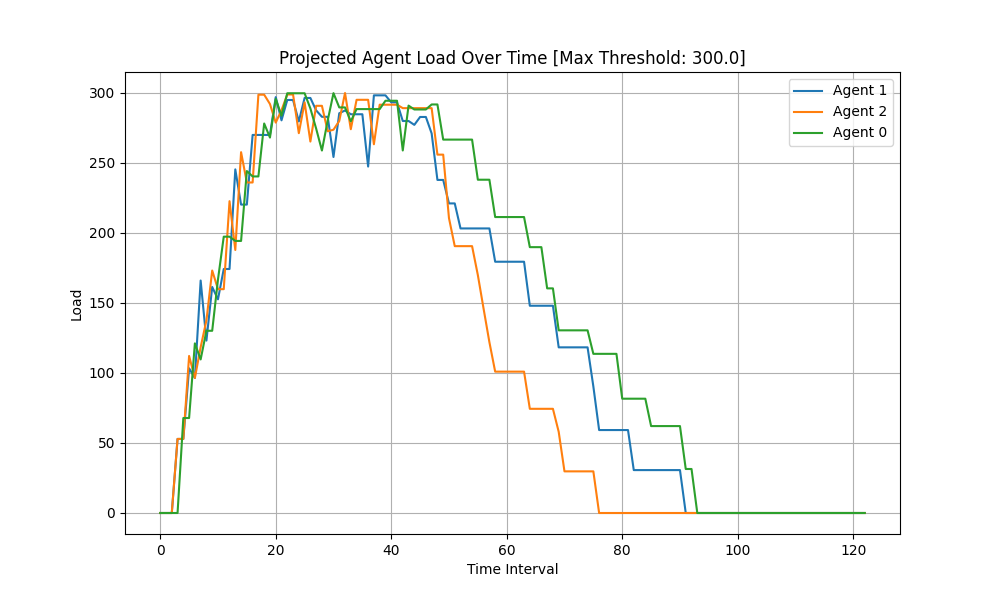 Projected Agent Load Over Time [Max Threshold: 300.0]
Agent 1
Agent 2
Agent 0
Load
300
250
200
150
100
50
0
0 20 40 60 80 100 120
Time Interval